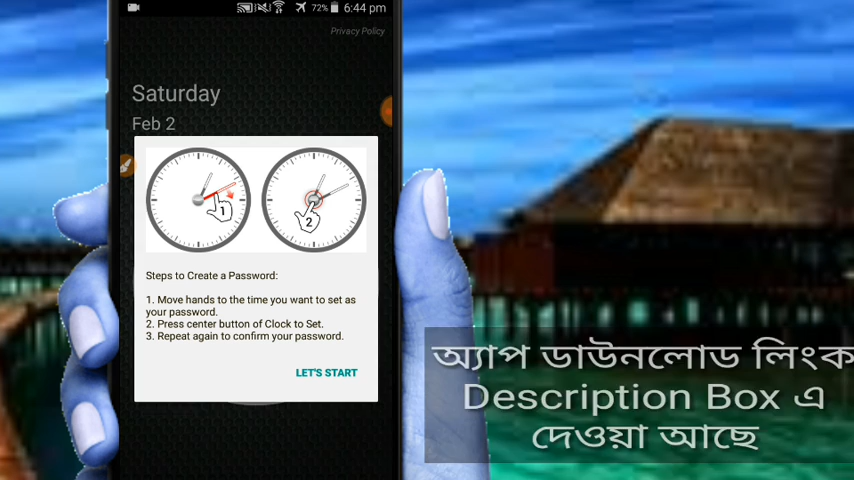 72% 6:44 pm
Privacy Policy
Saturday
Feb 2
1
2
Steps to Create a Password:
1. Move hands to the time you want to set as
your password.
2. Press center button of Clock to Set.
3. Repeat again to confirm your password.
LET'S START
অ্যাপ ডাউনলোড লিংক
Description Box এ
দেওয়া আছে